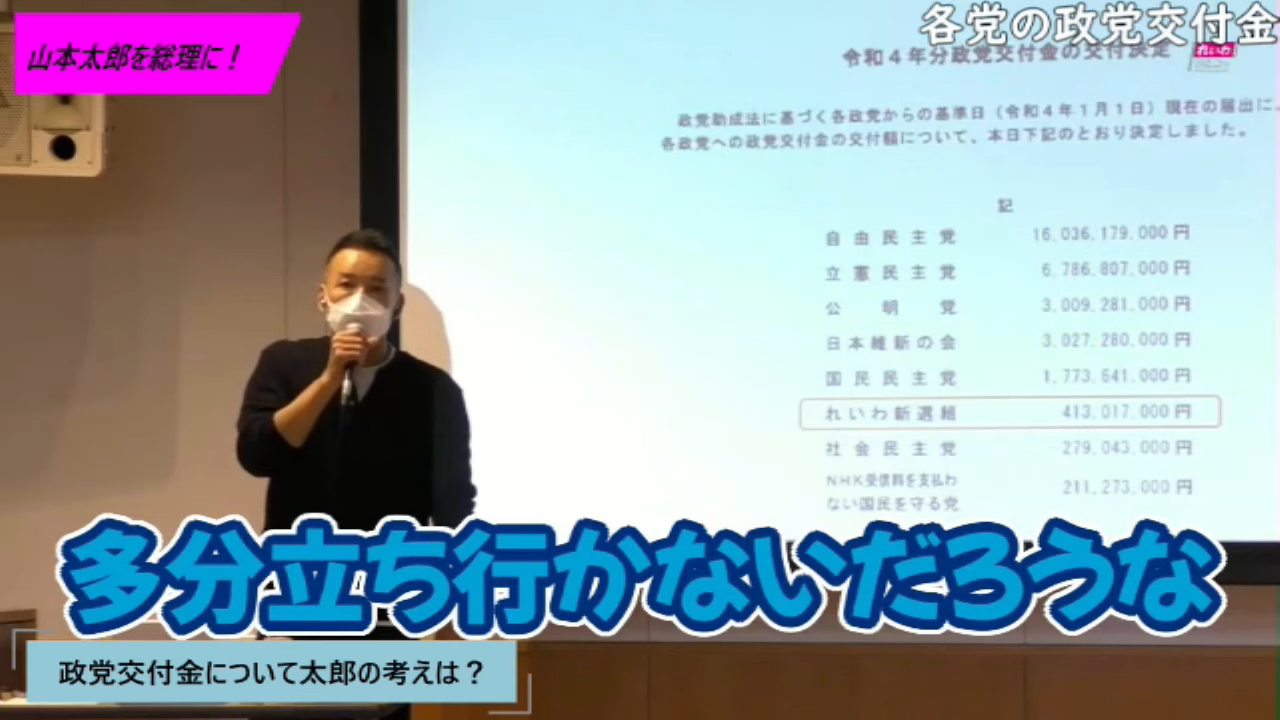 山本太郎を総理に！
各党の政党交付金
令和４年分政党交付金の交付決定
れいわ
政党助成法に基づく各政党からの基準日（令和４年１月１日）現在の届出に
各政党への政党交付金の交付額について、本日下記のとおり決定しました。
記
自由民主党 16,036,179,000円
立憲民主党 6,786,807,000円
公明党 3,009,281,000円
日本維新の会 3,027,280,000円
国民民主党 1,773,641,000円
れいわ新選組 413,017,000円
社会民主党 279,043,000円
NHK受信料を支払わ
ない国民を守る党 211,273,000円
多分立ち行かないだろうな
政党交付金について太郎の考えは？